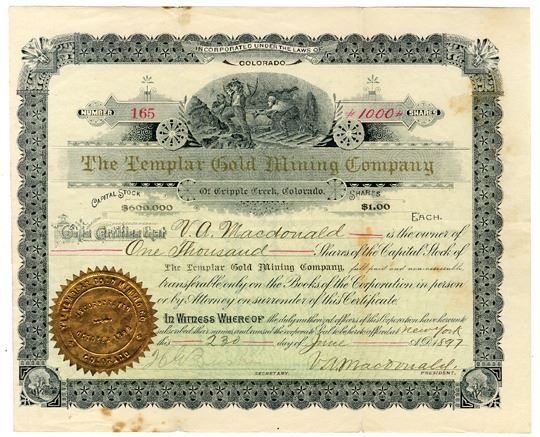 INCORPORATED UNDER THE LAWS OF
COLORADO.
NUMBER 165 1000 SHARES
The Templar Gold Mining Company
Of Cripple Creek, Colorado.
CAPITAL STOCK SHARES
$600,000 $1.00
EACH.
This Certifies that V. A. Macdonald is the owner of
One Thousand Shares of the Capital Stock of
The Templar Gold Mining Company, full paid and nonassessable
transferable only on the Books of the Corporation in person
or by Attorney on surrender of this Certificate.
In Witness Whereof the duly authorized officers of this Corporation have hereunto
subscribed their names and caused the corporate Seal to be hereto affixed at New York
this 23d day of June A.D. 1897
V. A. Macdonald,
SECRETARY. PRESIDENT.
COLORADO